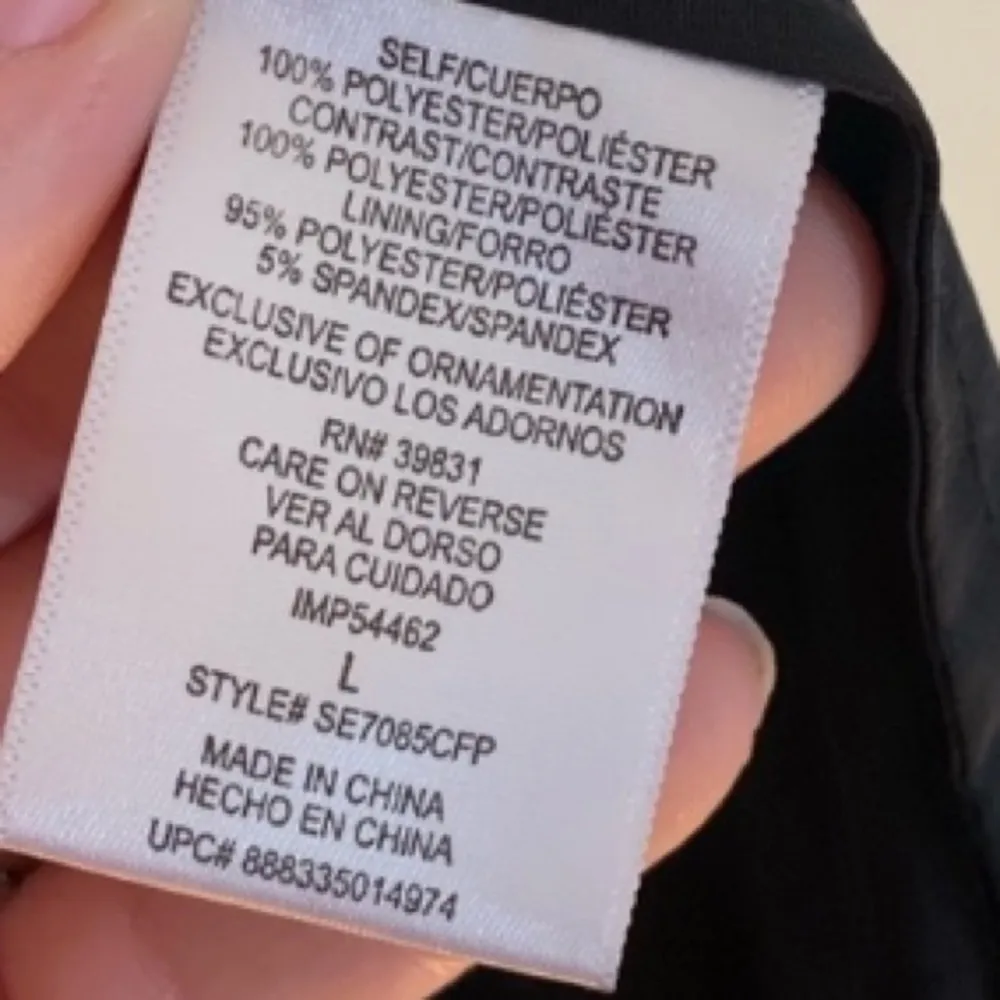 SELF/CUERPO
100% POLYESTER/POLIÉSTER
CONTRAST/CONTRASTE
100% POLYESTER/POLIÉSTER
LINING/FORRO
95% POLYESTER/POLIÉSTER
5% SPANDEX/SPANDEX
EXCLUSIVE OF ORNAMENTATION
EXCLUSIVO LOS ADORNOS
RN# 39831
CARE ON REVERSE
VER AL DORSO
PARA CUIDADO
IMP54462
L
STYLE# SE7085CFP
MADE IN CHINA
HECHO EN CHINA
UPC# 888335014974